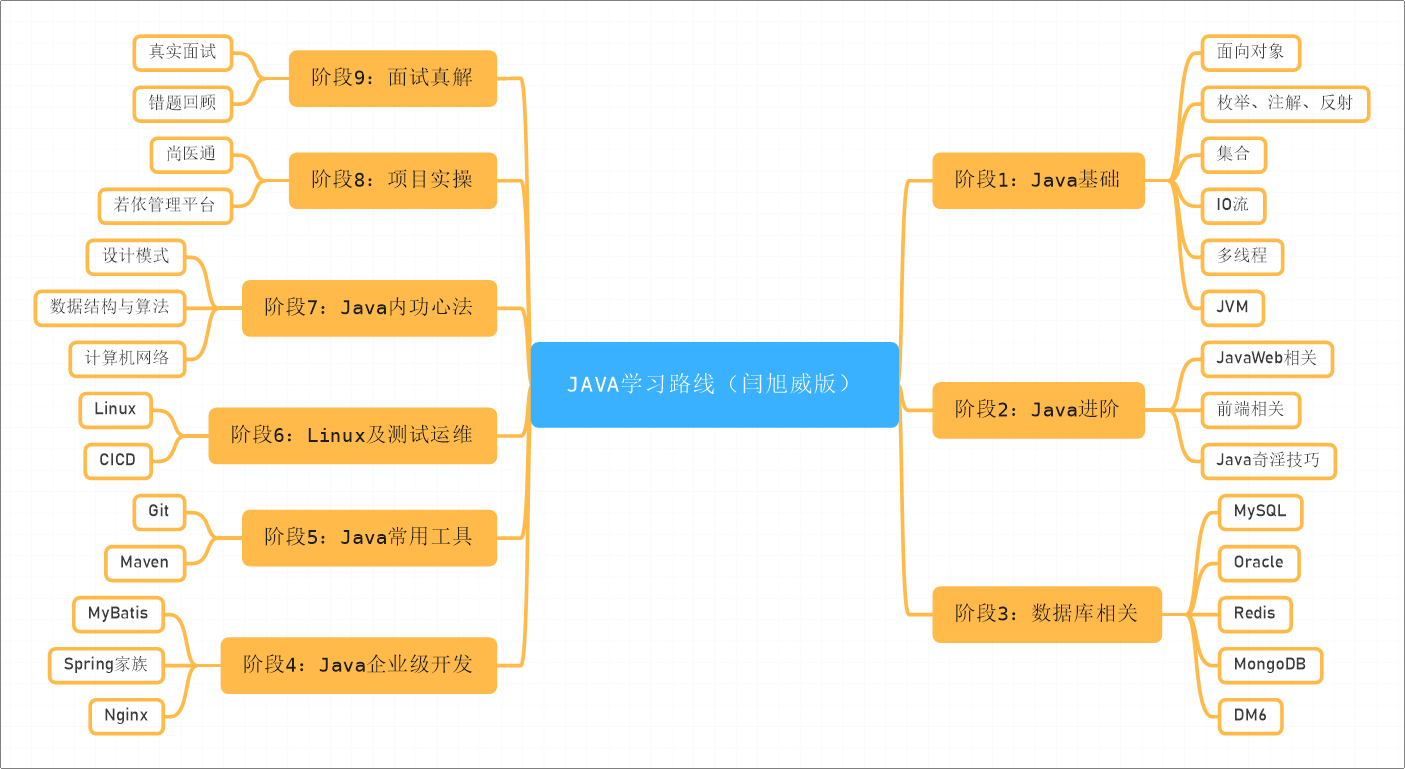 JAVA学习路线（闫旭威版）
阶段1：Java基础
面向对象
枚举、注解、反射
集合
IO流
多线程
JVM
阶段2：Java进阶
JavaWeb相关
前端相关
Java奇淫技巧
阶段3：数据库相关
MySQL
Oracle
Redis
MongoDB
DM6
阶段4：Java企业级开发
MyBatis
Spring家族
Nginx
阶段5：Java常用工具
Git
Maven
阶段6：Linux及测试运维
Linux
CICD
阶段7：Java内功心法
设计模式
数据结构与算法
计算机网络
阶段8：项目实操
尚医通
若依管理平台
阶段9：面试真解
真实面试
错题回顾